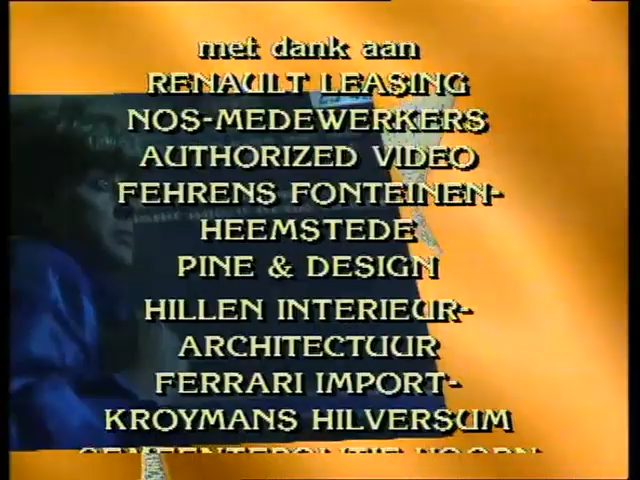 met dank aan
RENAULT LEASING
NOS-MEDEWERKERS
AUTHORIZED VIDEO
FEHRENS FONTEINEN-
HEEMSTEDE
PINE & DESIGN
HILLEN INTERIEUR-
ARCHITECTUUR
FERRARI IMPORT-
KROYMANS HILVERSUM